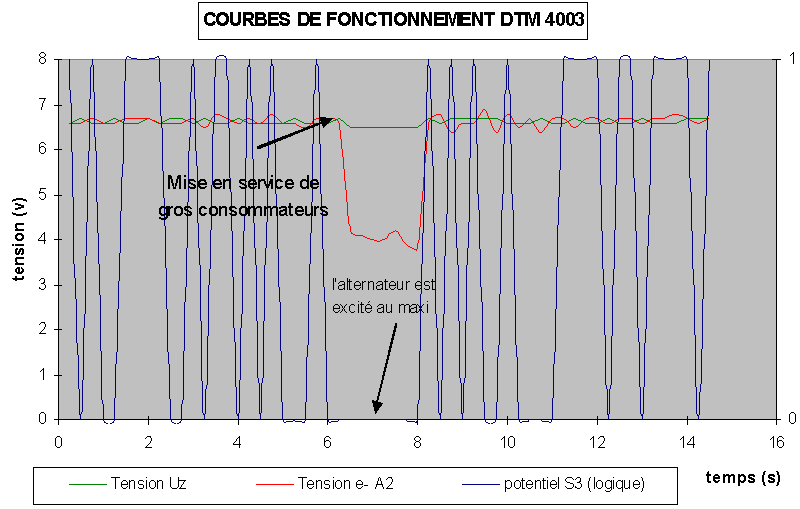 COURBES DE FONCTIONNEMENT DTM 4003
8
7
6
5
4
3
2
1
0
tension (v)
1
0
Mise en service de
gros consommateurs
l'alternateur est
excité au maxi
0 2 4 6 8 10 12 14 16
temps (s)
Tension Uz Tension e- A2 potentiel S3 (logique)